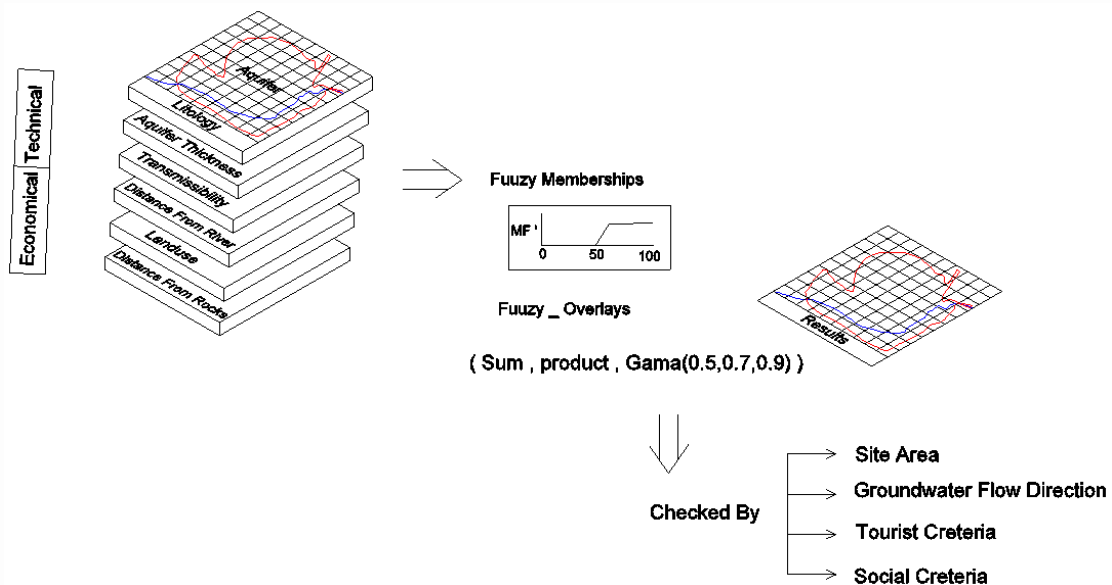 Technical
Economical
Aquifer
Litology
Aquifer Thickness
Transmissibility
Distance From River
Landuse
Distance From Rocks
Fuuzy Memberships
MF
0 50 100
Fuuzy _ Overlays
( Sum , product , Gama(0.5,0.7,0.9) )
Results
Checked By
Site Area
Groundwater Flow Direction
Tourist Creteria
Social Creteria